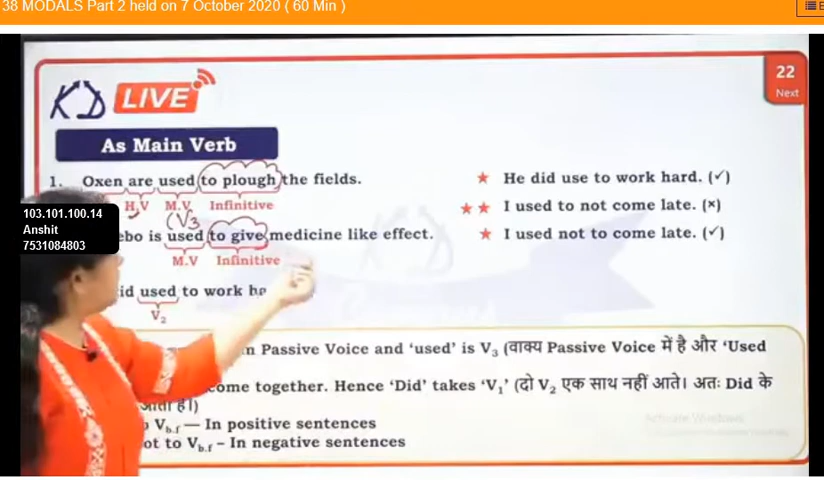 38 MODALS Part 2 held on 7 October 2020 ( 60 Min )
KD LIVE
22
Next
As Main Verb
1. Oxen are used to plough the fields.
H.V M.V Infinitive
(V3
103.101.100.14
Anshit
7531084803
ebo is used to give medicine like effect.
M.V Infinitive
id used to work ha
V2
★ He did use to work hard. (✓)
★ ★ I used to not come late. (×)
★ I used not to come late. (✓)
n Passive Voice and ‘used’ is V3 (वाक्य Passive Voice में है और ‘Used
come together. Hence ‘Did’ takes ‘V1’ (दो V2 एक साथ नहीं आते। अतः Did के
आता है।)
o Vb.f — In positive sentences
ot to Vb.f – In negative sentences
Activate Windows